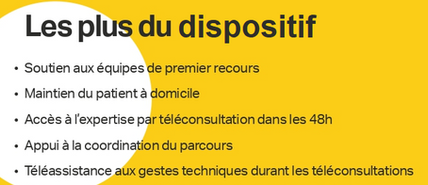 Les plus du dispositif
• Soutien aux équipes de premier recours
• Maintien du patient à domicile
• Accès à l'expertise par téléconsultation dans les 48h
• Appui à la coordination du parcours
• Téléassistance aux gestes techniques durant les téléconsultations